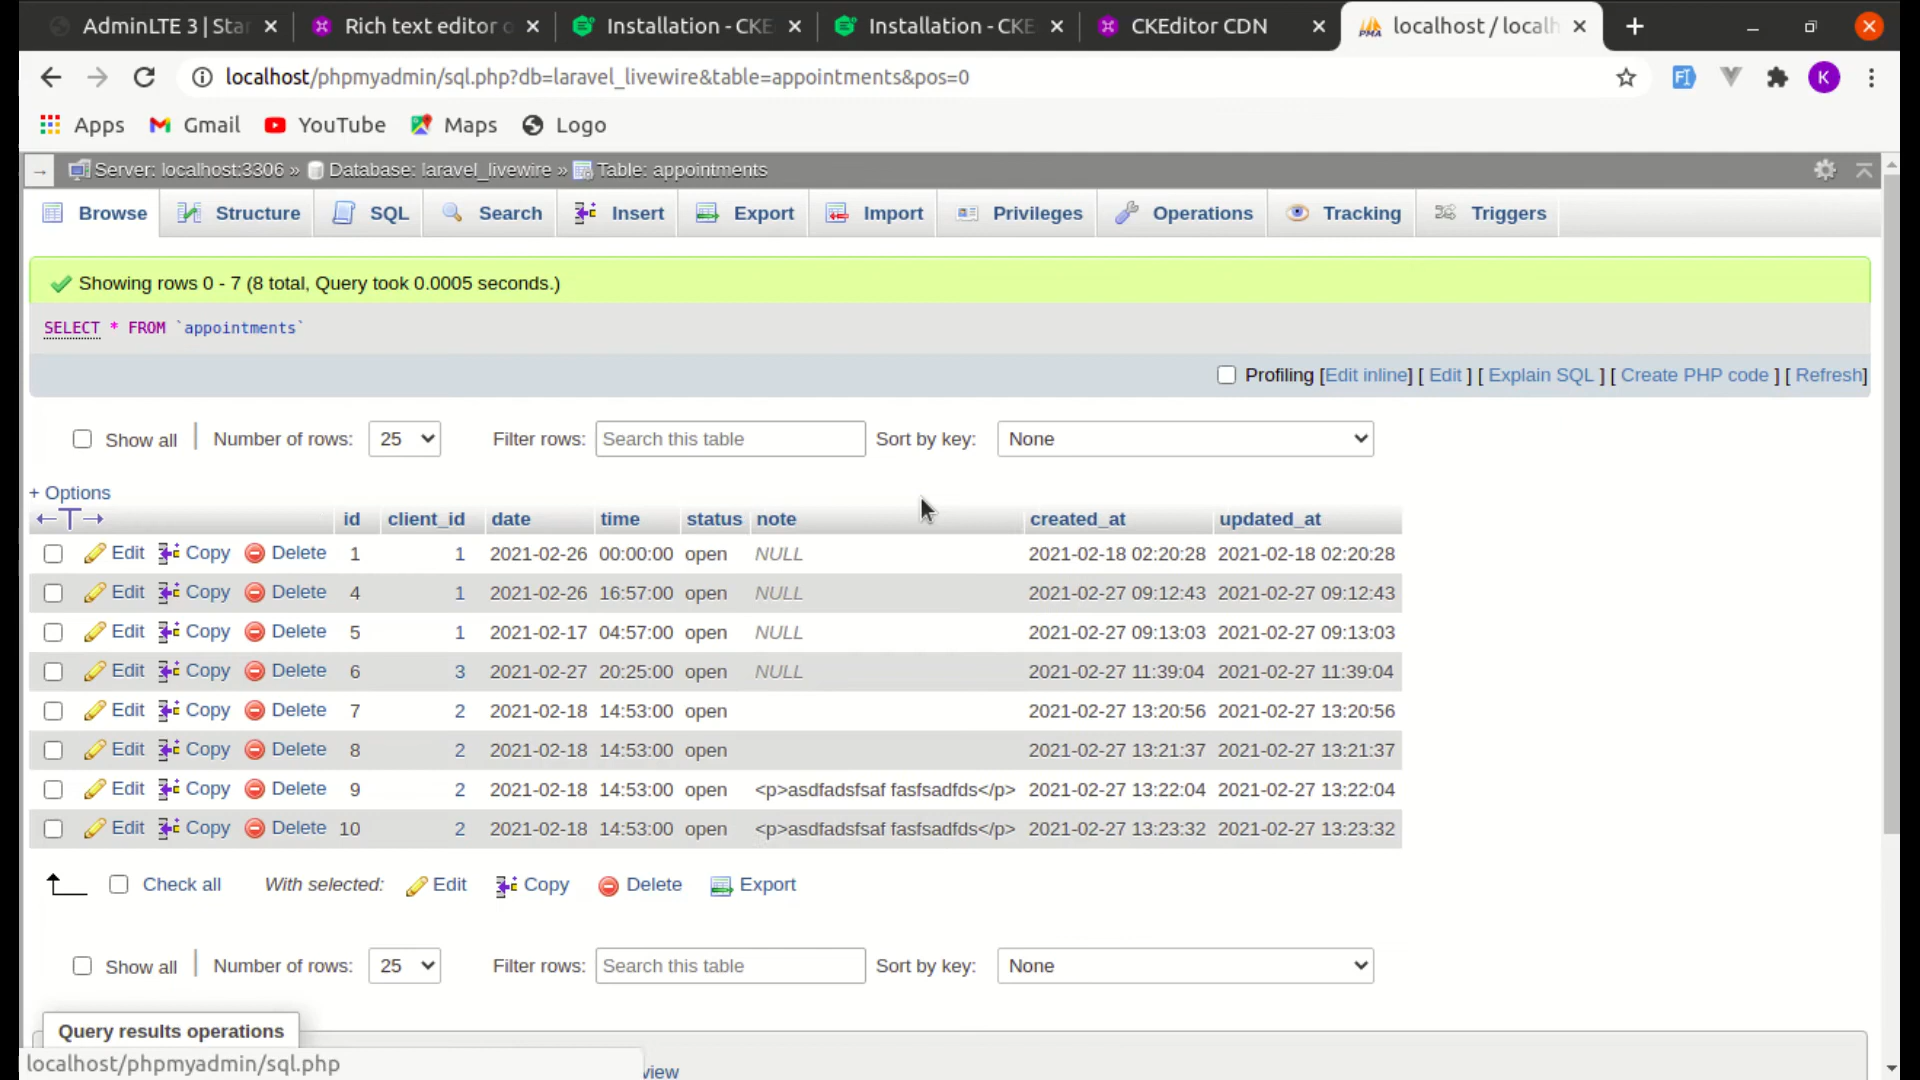 AdminLTE 3 | Star
Rich text editor o
Installation - CKE
Installation - CKE
CKEditor CDN
localhost / localh
localhost/phpmyadmin/sql.php?db=laravel_livewire&table=appointments&pos=0
K
Apps
Gmail
YouTube
Maps
Logo
Server: localhost:3306 » Database: laravel_livewire » Table: appointments
Browse
Structure
SQL
Search
Insert
Export
Import
Privileges
Operations
Tracking
Triggers
Showing rows 0 - 7 (8 total, Query took 0.0005 seconds.)
SELECT * FROM `appointments`
Profiling [Edit inline] [ Edit ] [ Explain SQL ] [ Create PHP code ] [ Refresh]
Show all | Number of rows: 25 Filter rows: Search this table Sort by key: None
+ Options
id client_id date time status note created_at updated_at
Edit Copy Delete 1 1 2021-02-26 00:00:00 open NULL 2021-02-18 02:20:28 2021-02-18 02:20:28
Edit Copy Delete 4 1 2021-02-26 16:57:00 open NULL 2021-02-27 09:12:43 2021-02-27 09:12:43
Edit Copy Delete 5 1 2021-02-17 04:57:00 open NULL 2021-02-27 09:13:03 2021-02-27 09:13:03
Edit Copy Delete 6 3 2021-02-27 20:25:00 open NULL 2021-02-27 11:39:04 2021-02-27 11:39:04
Edit Copy Delete 7 2 2021-02-18 14:53:00 open 2021-02-27 13:20:56 2021-02-27 13:20:56
Edit Copy Delete 8 2 2021-02-18 14:53:00 open 2021-02-27 13:21:37 2021-02-27 13:21:37
Edit Copy Delete 9 2 2021-02-18 14:53:00 open <p>asdfadsfsaf fasfsadfds</p> 2021-02-27 13:22:04 2021-02-27 13:22:04
Edit Copy Delete 10 2 2021-02-18 14:53:00 open <p>asdfadsfsaf fasfsadfds</p> 2021-02-27 13:23:32 2021-02-27 13:23:32
Check all With selected: Edit Copy Delete Export
Show all | Number of rows: 25 Filter rows: Search this table Sort by key: None
Query results operations
localhost/phpmyadmin/sql.php
view